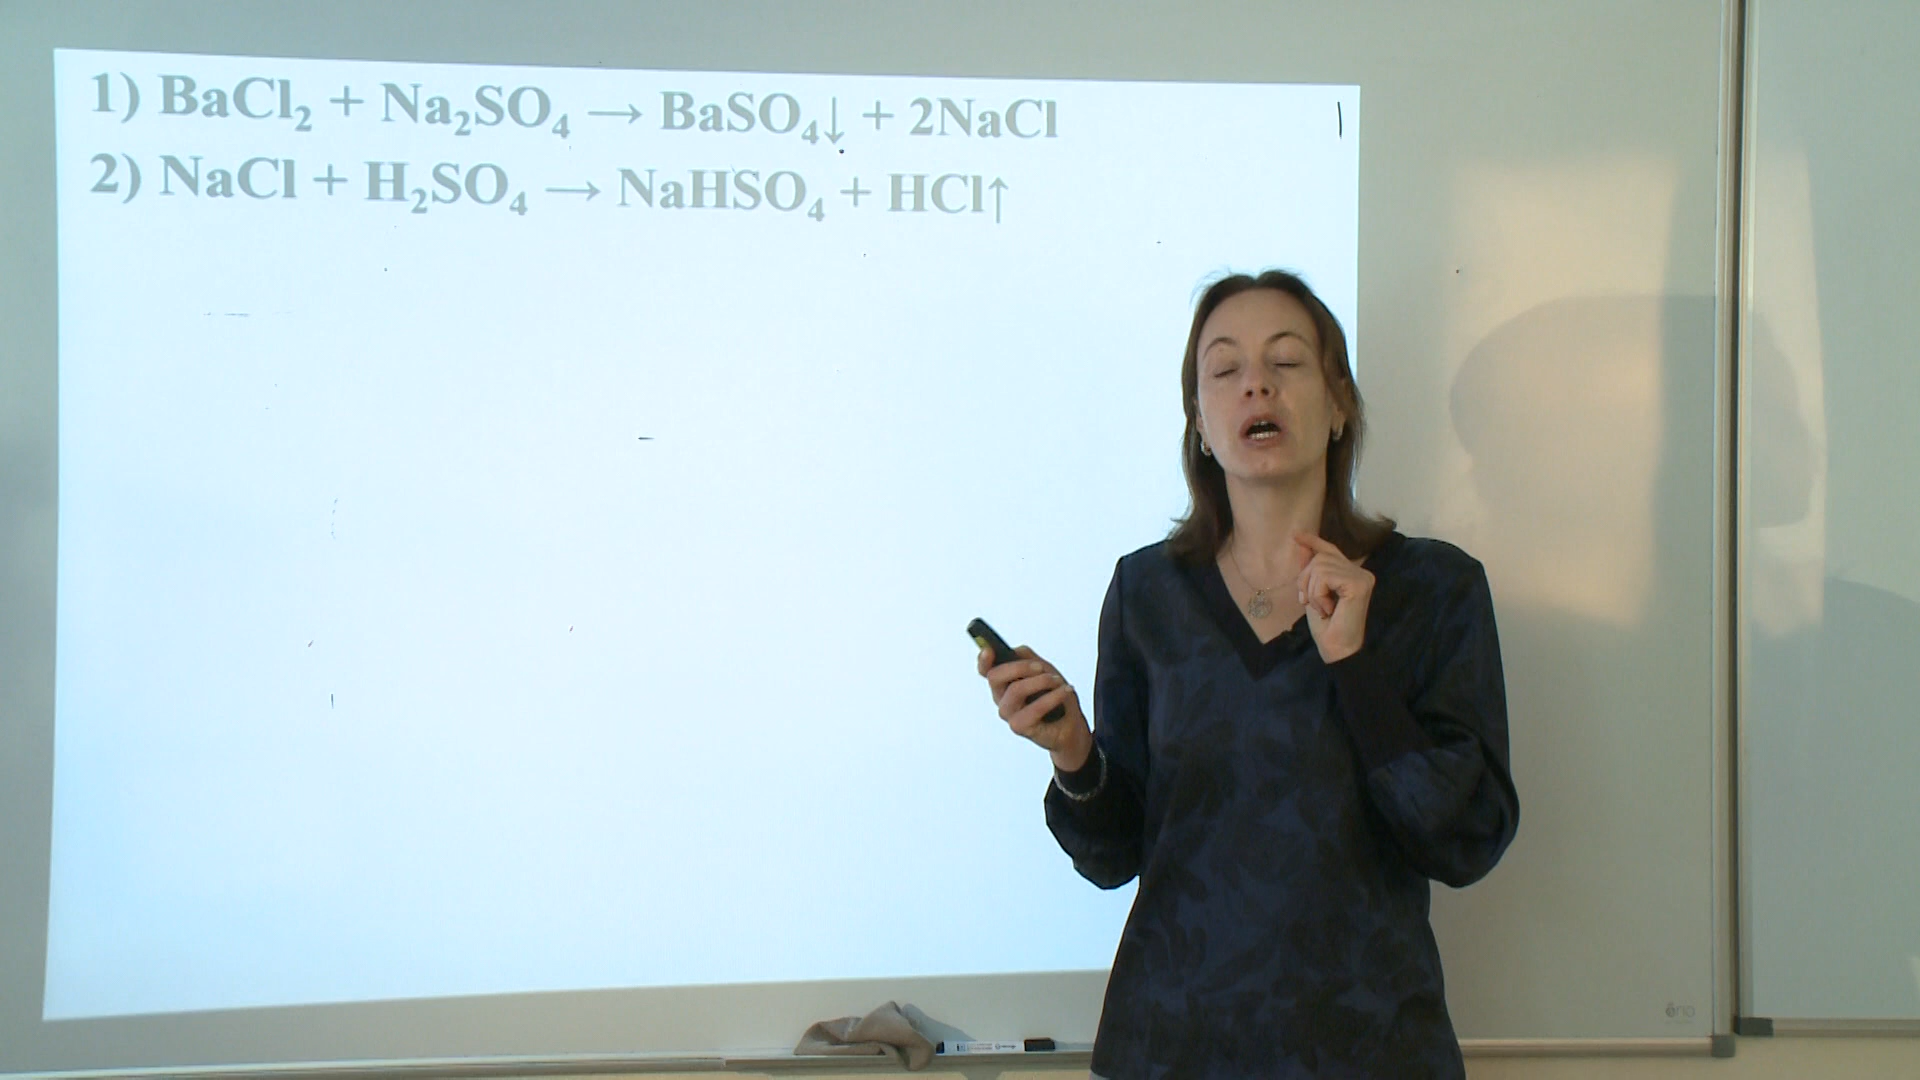 1) BaCl₂ + Na₂SO₄ → BaSO₄↓ + 2NaCl
2) NaCl + H₂SO₄ → NaHSO₄ + HCl↑